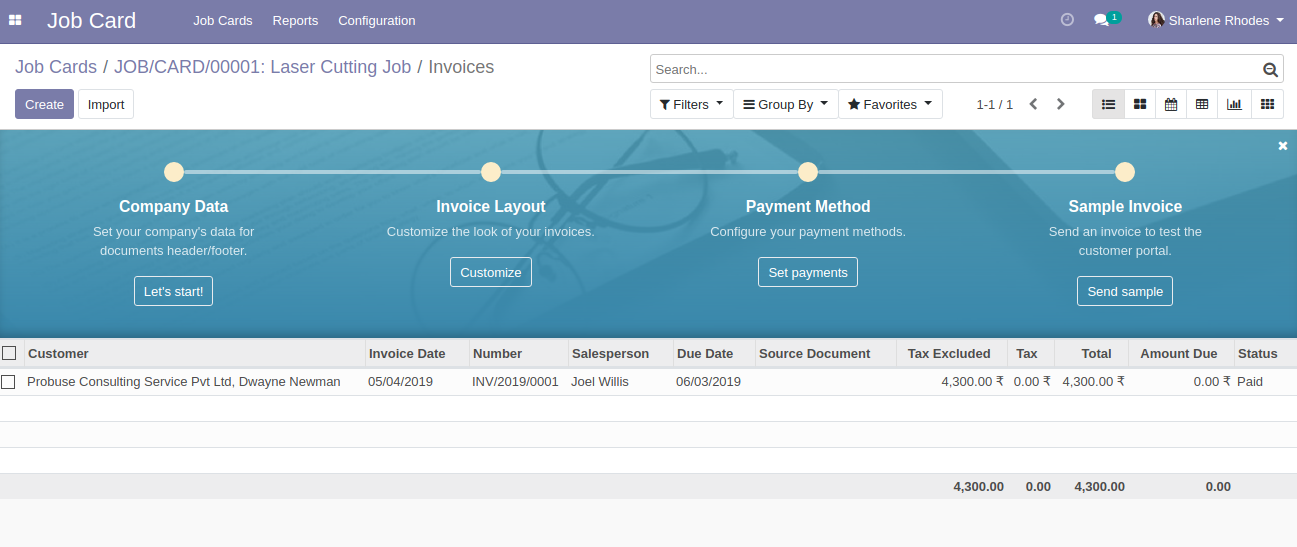 Job Card Job Cards Reports Configuration 1 Sharlene Rhodes
Job Cards / JOB/CARD/00001: Laser Cutting Job / Invoices Search...
Create Import Filters Group By Favorites 1-1 / 1
Company Data Invoice Layout Payment Method Sample Invoice
Set your company's data for Customize the look of your invoices. Configure your payment methods. Send an invoice to test the
documents header/footer. customer portal.
Customize Set payments
Let's start! Send sample
Customer Invoice Date Number Salesperson Due Date Source Document Tax Excluded Tax Total Amount Due Status
Probuse Consulting Service Pvt Ltd, Dwayne Newman 05/04/2019 INV/2019/0001 Joel Willis 06/03/2019 4,300.00 ₹ 0.00 ₹ 4,300.00 ₹ 0.00 ₹ Paid
4,300.00 0.00 4,300.00 0.00